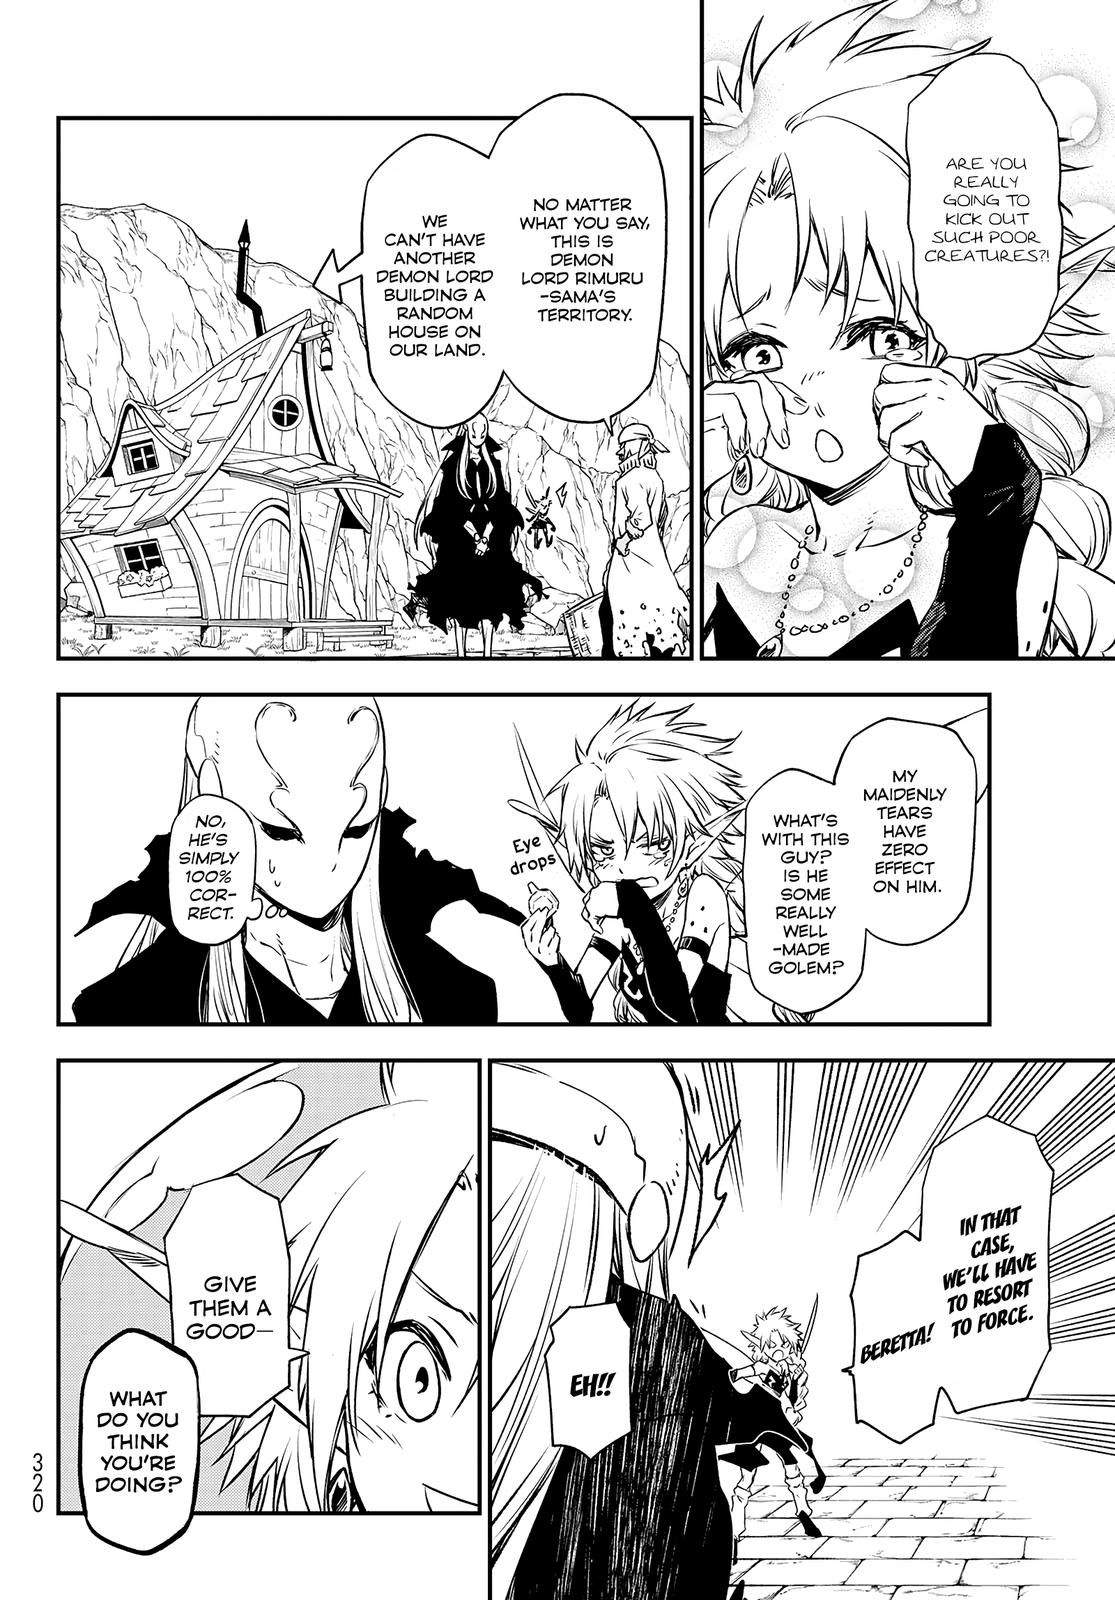 ARE YOU
REALLY
GOING TO
KICK OUT
SUCH POOR
CREATURES?!
NO MATTER
WHAT YOU SAY,
THIS IS
DEMON
LORD RIMURU
-SAMA'S
TERRITORY.
WE
CAN'T HAVE
ANOTHER
DEMON LORD
BUILDING A
RANDOM
HOUSE ON
OUR LAND.
MY
MAIDENLY
TEARS
HAVE
ZERO
EFFECT
ON HIM.
WHAT'S
WITH THIS
GUY?
IS HE
SOME
REALLY
WELL
-MADE
GOLEM?
Eye
drops
NO,
HE'S
SIMPLY
100%
COR-
RECT.
IN THAT
CASE,
WE'LL HAVE
TO RESORT
TO FORCE.
BERETTA!
EH!!
GIVE
THEM A
GOOD—
WHAT
DO YOU
THINK
YOU'RE
DOING?
320